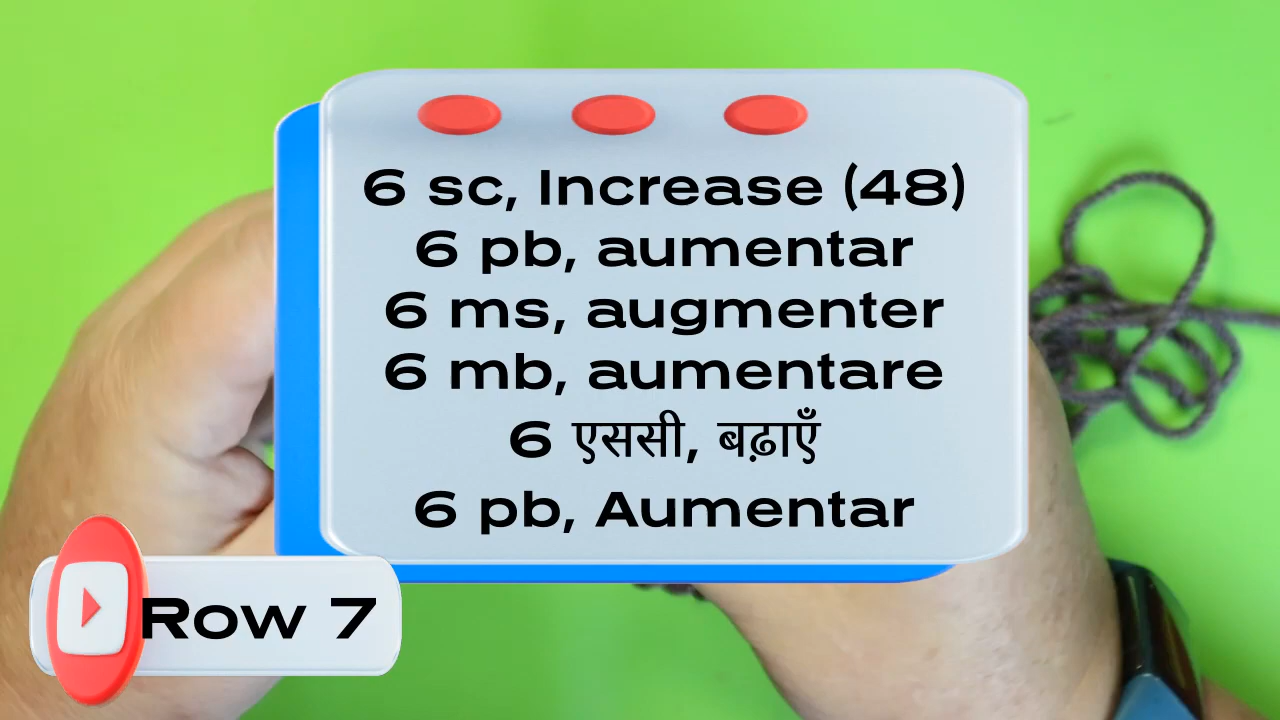 6 sc, Increase (48)
6 pb, aumentar
6 ms, augmenter
6 mb, aumentare
6 एससी, बढ़ाएँ
6 pb, Aumentar
Row 7